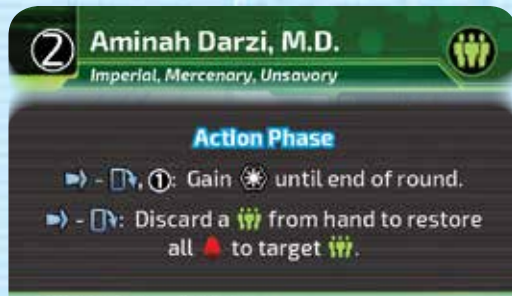 2 Aminah Darzi, M.D.
Imperial, Mercenary, Unsavory
Action Phase
- , 1: Gain until end of round.
- : Discard a from hand to restore
all to target .